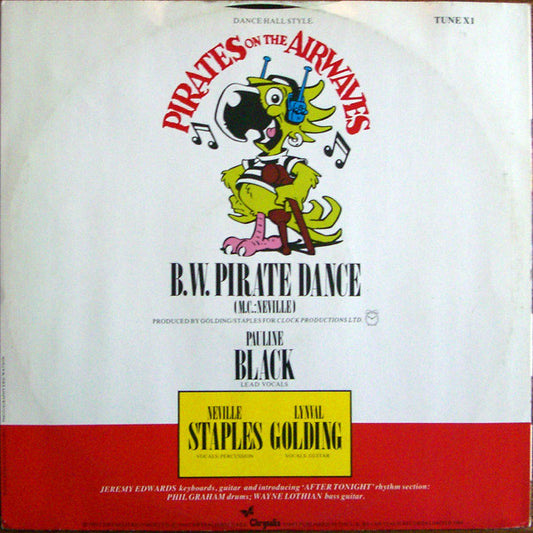 DANCE HALL STYLE
TUNE X1
PIRATES ON THE AIRWAVES
B.W. PIRATE DANCE
(M.C.:NEVILLE)
PRODUCED BY GOLDING/STAPLES FOR CLOCK PRODUCTIONS LTD.
PAULINE
BLACK
LEAD VOCALS
NEVILLE LYNVAL
STAPLES GOLDING
VOCALS/PERCUSSION VOCALS/GUITAR
JEREMY EDWARDS keyboards, guitar and introducing 'AFTER TONIGHT' rhythm section:
PHIL GRAHAM drums; WAYNE LOTHIAN bass guitar.
Chrysalis